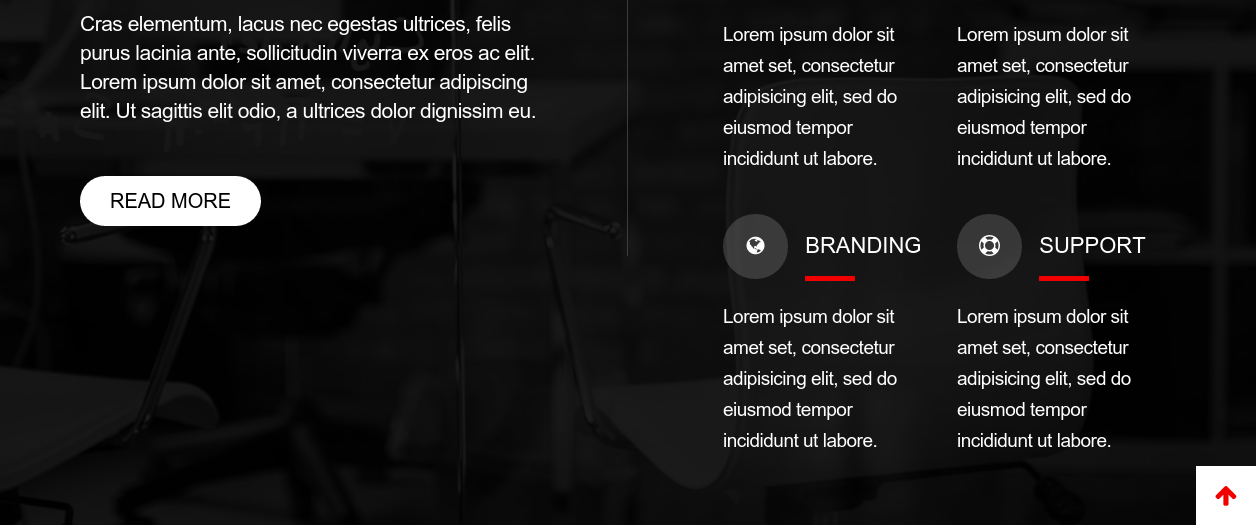 Cras elementum, lacus nec egestas ultrices, felis
purus lacinia ante, sollicitudin viverra ex eros ac elit.
Lorem ipsum dolor sit amet, consectetur adipiscing
elit. Ut sagittis elit odio, a ultrices dolor dignissim eu.
READ MORE
Lorem ipsum dolor sit
amet set, consectetur
adipisicing elit, sed do
eiusmod tempor
incididunt ut labore.
Lorem ipsum dolor sit
amet set, consectetur
adipisicing elit, sed do
eiusmod tempor
incididunt ut labore.
BRANDING
Lorem ipsum dolor sit
amet set, consectetur
adipisicing elit, sed do
eiusmod tempor
incididunt ut labore.
SUPPORT
Lorem ipsum dolor sit
amet set, consectetur
adipisicing elit, sed do
eiusmod tempor
incididunt ut labore.